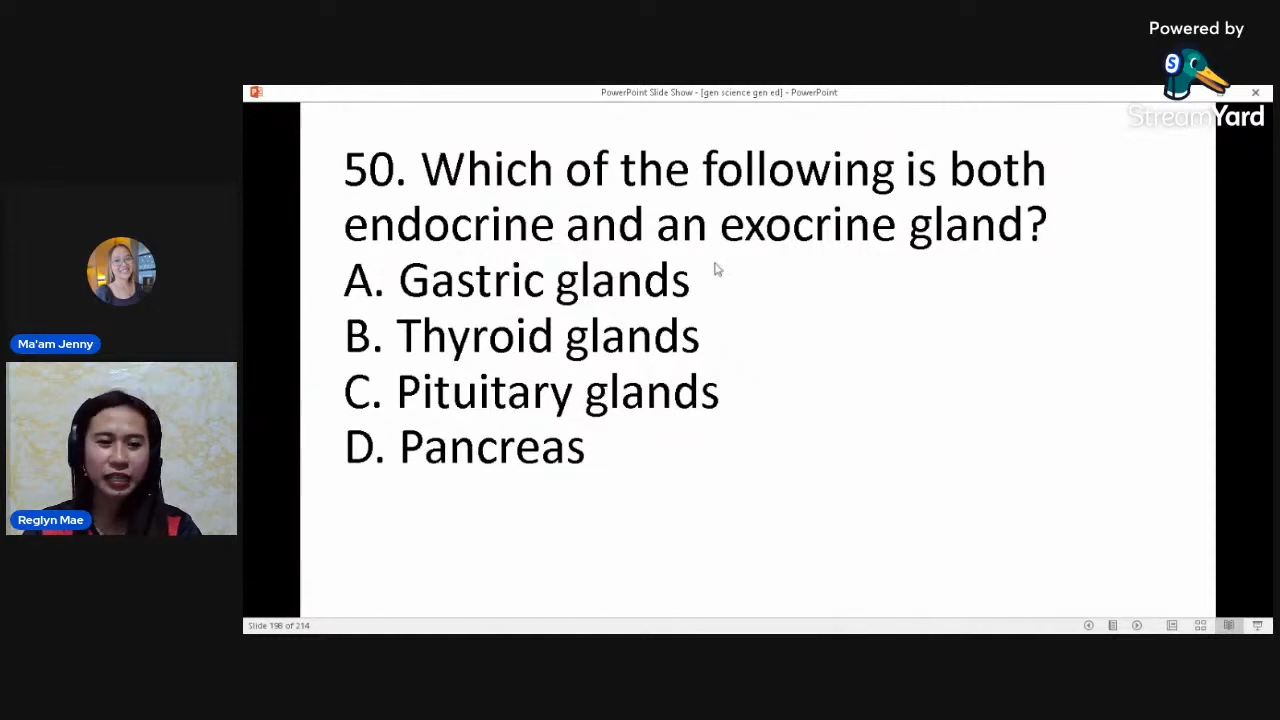 Powered by
StreamYard
PowerPoint Slide Show - [gen science gen ed] - PowerPoint
50. Which of the following is both
endocrine and an exocrine gland?
A. Gastric glands
B. Thyroid glands
C. Pituitary glands
D. Pancreas
Ma'am Jenny
Reglyn Mae
Slide 198 of 214